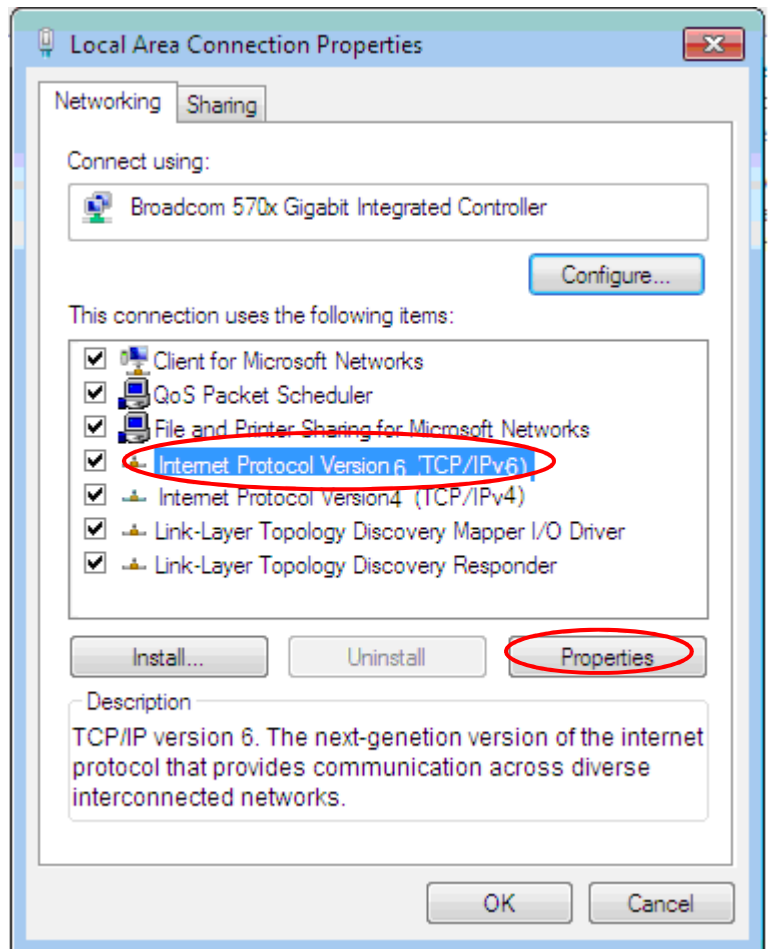 Local Area Connection Properties
Networking
Sharing
Connect using:
Broadcom 570x Gigabit Integrated Controller
Configure...
This connection uses the following items:
Client for Microsoft Networks
QoS Packet Scheduler
File and Printer Sharing for Microsoft Networks
Internet Protocol Version 6 (TCP/IPv6)
Internet Protocol Version4 (TCP/IPv4)
Link-Layer Topology Discovery Mapper I/O Driver
Link-Layer Topology Discovery Responder
Install...
Uninstall
Properties
Description
TCP/IP version 6. The next-genetion version of the internet
protocol that provides communication across diverse
interconnected networks.
OK
Cancel